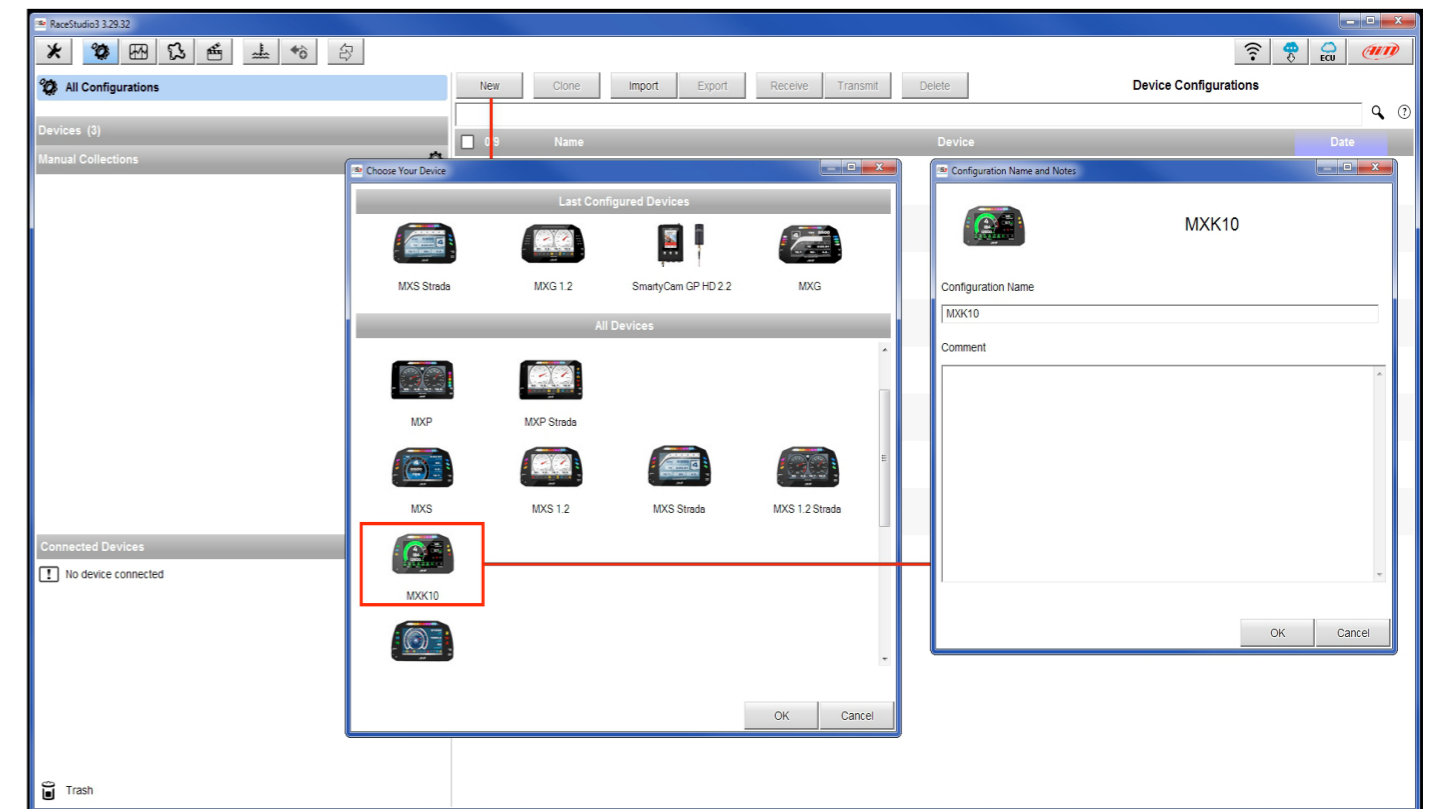 RaceStudio3 3.29.32
ECU
AiM
All Configurations
New Clone Import Export Receive Transmit Delete Device Configurations
Devices (3)
Name Device Date
Manual Collections
Choose Your Device
Configuration Name and Notes
Last Configured Devices
MXK10
MXS Strada MXG 1.2 SmartyCam GP HD 2.2 MXG
Configuration Name
MXK10
All Devices
Comment
MXP MXP Strada
MXS MXS 1.2 MXS Strada MXS 1.2 Strada
Connected Devices
No device connected
MXK10
OK Cancel
OK Cancel
Trash